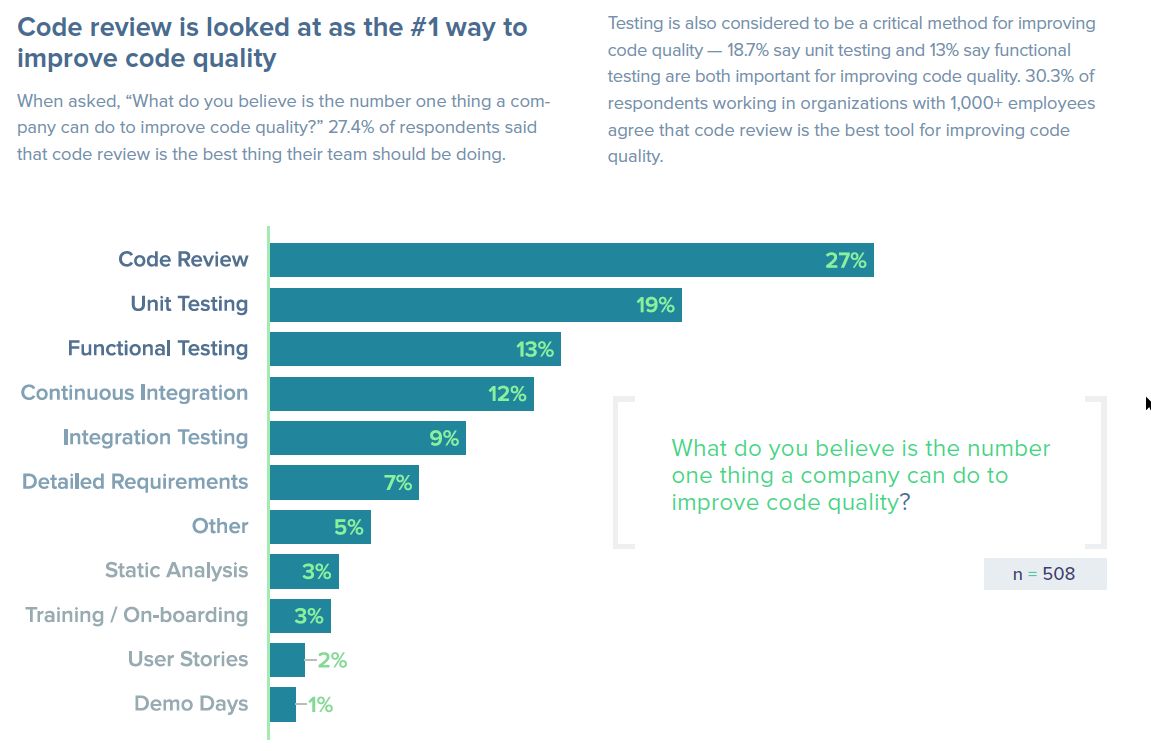 Code review is looked at as the #1 way to
improve code quality
When asked, “What do you believe is the number one thing a com-
pany can do to improve code quality?” 27.4% of respondents said
that code review is the best thing their team should be doing.
Testing is also considered to be a critical method for improving
code quality — 18.7% say unit testing and 13% say functional
testing are both important for improving code quality. 30.3% of
respondents working in organizations with 1,000+ employees
agree that code review is the best tool for improving code
quality.
Code Review 27%
Unit Testing 19%
Functional Testing 13%
Continuous Integration 12%
Integration Testing 9%
Detailed Requirements 7%
Other 5%
Static Analysis 3%
Training / On-boarding 3%
User Stories 2%
Demo Days 1%
What do you believe is the number
one thing a company can do to
improve code quality?
n = 508